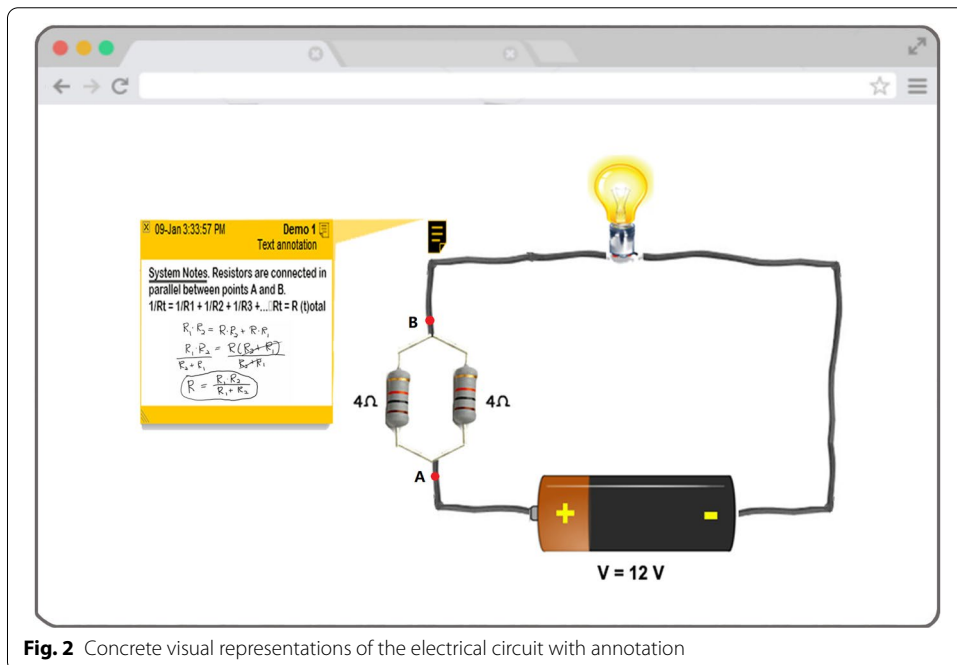 09-Jan 3:33:57 PM Demo 1
Text annotation
System Notes. Resistors are connected in
parallel between points A and B.
1/Rt = 1/R1 + 1/R2 + 1/R3 +...▯Rt = R (t)otal
R₁·R₂ = R·R₂ + R·R₁
R₁·R₂ = R(R₂+R₁)
R₂+R₁ R₂+R₁
R = R₁R₂
R₁+R₂
B
4Ω 4Ω
A
+ -
V = 12 V
Fig. 2 Concrete visual representations of the electrical circuit with annotation